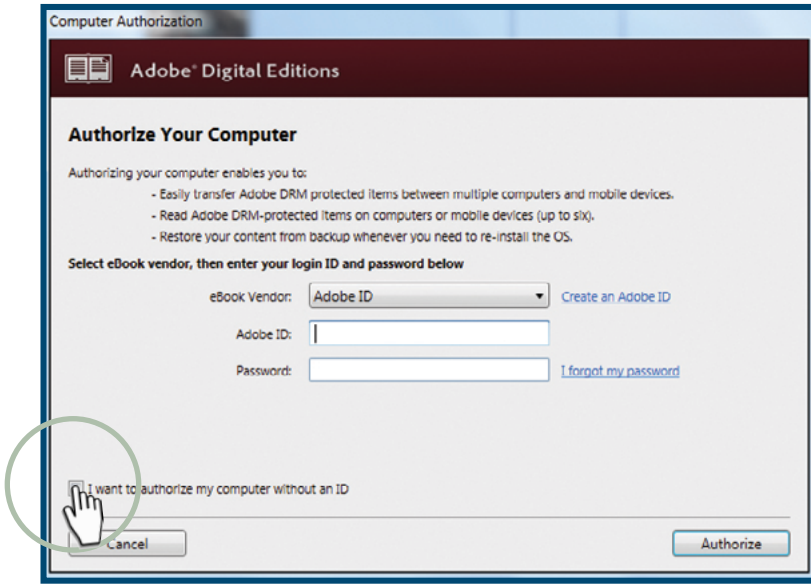 Computer Authorization
Adobe® Digital Editions
Authorize Your Computer
Authorizing your computer enables you to:
- Easily transfer Adobe DRM protected items between multiple computers and mobile devices.
- Read Adobe DRM-protected items on computers or mobile devices (up to six).
- Restore your content from backup whenever you need to re-install the OS.
Select eBook vendor, then enter your login ID and password below
eBook Vendor: Adobe ID Create an Adobe ID
Adobe ID:
Password: I forgot my password
I want to authorize my computer without an ID
Cancel Authorize